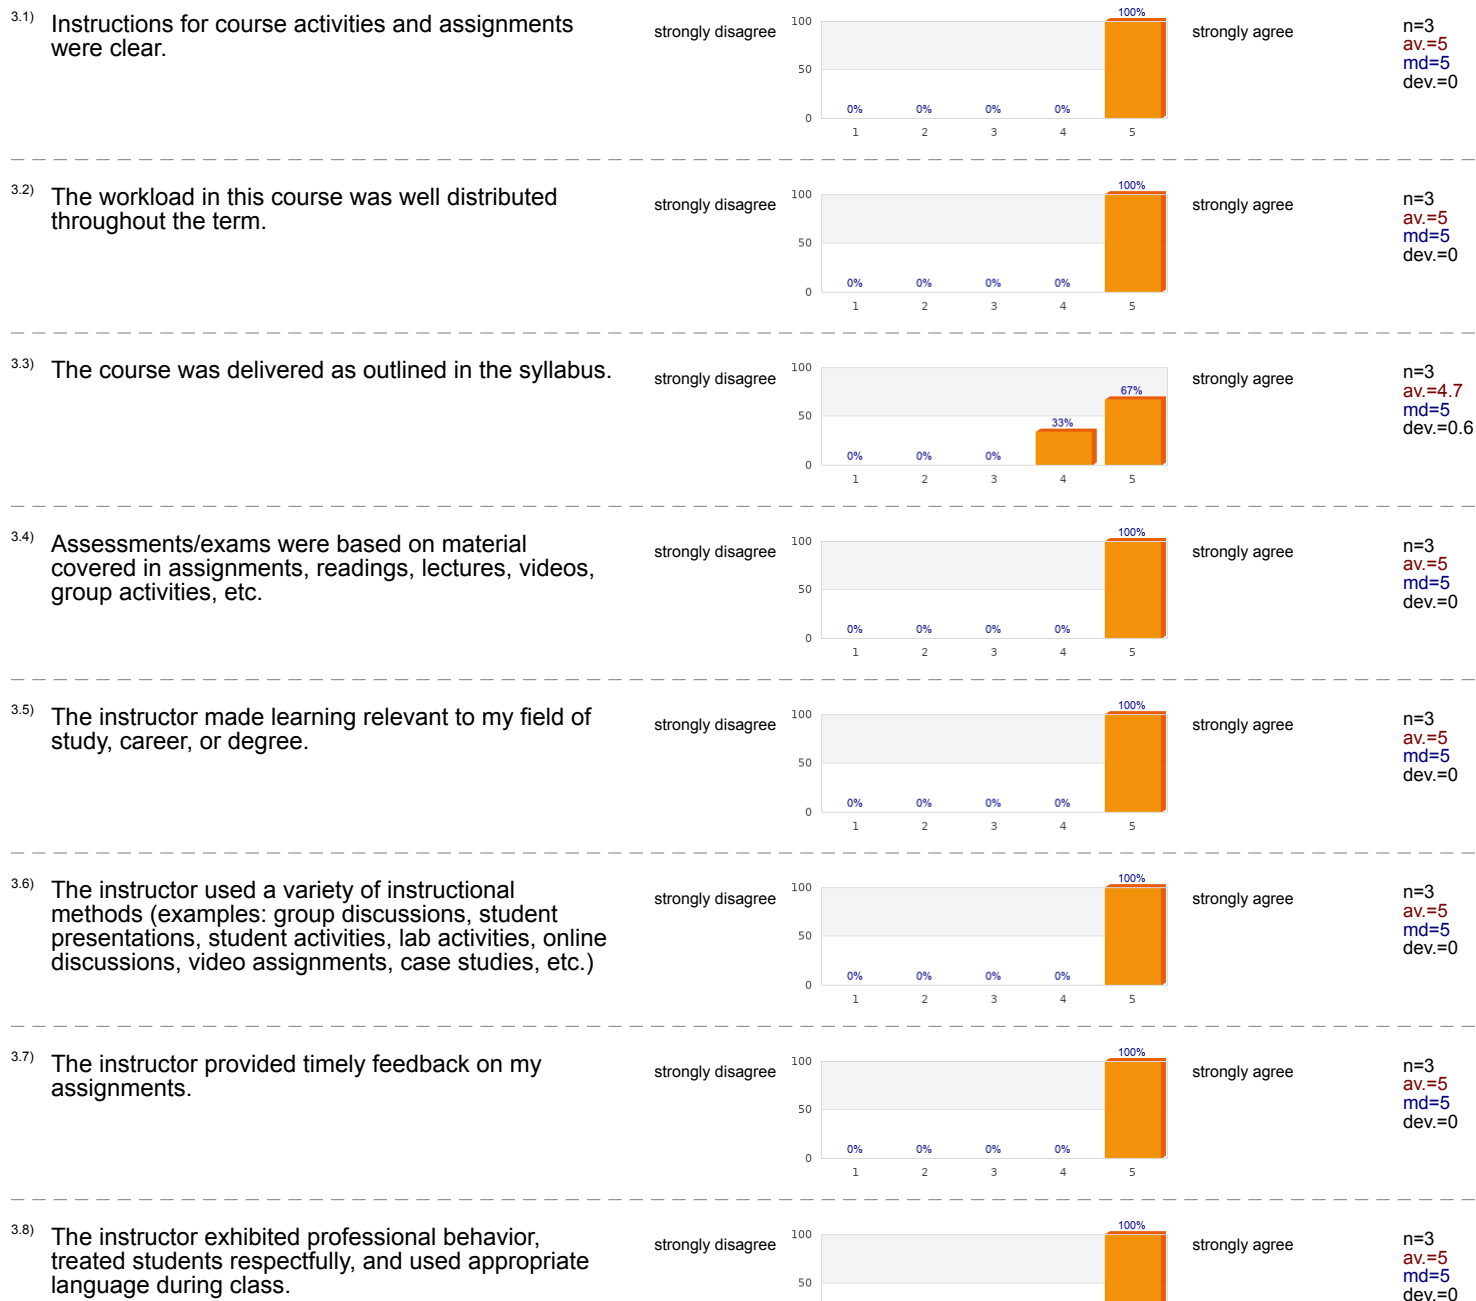 3.1) Instructions for course activities and assignments
were clear.
strongly disagree
100
50
0
0% 0% 0% 0% 100%
1 2 3 4 5
strongly agree
n=3
av.=5
md=5
dev.=0
3.2) The workload in this course was well distributed
throughout the term.
strongly disagree
100
50
0
0% 0% 0% 0% 100%
1 2 3 4 5
strongly agree
n=3
av.=5
md=5
dev.=0
3.3) The course was delivered as outlined in the syllabus.
strongly disagree
100
50
0
0% 0% 0% 33% 67%
1 2 3 4 5
strongly agree
n=3
av.=4.7
md=5
dev.=0.6
3.4) Assessments/exams were based on material
covered in assignments, readings, lectures, videos,
group activities, etc.
strongly disagree
100
50
0
0% 0% 0% 0% 100%
1 2 3 4 5
strongly agree
n=3
av.=5
md=5
dev.=0
3.5) The instructor made learning relevant to my field of
study, career, or degree.
strongly disagree
100
50
0
0% 0% 0% 0% 100%
1 2 3 4 5
strongly agree
n=3
av.=5
md=5
dev.=0
3.6) The instructor used a variety of instructional
methods (examples: group discussions, student
presentations, student activities, lab activities, online
discussions, video assignments, case studies, etc.)
strongly disagree
100
50
0
0% 0% 0% 0% 100%
1 2 3 4 5
strongly agree
n=3
av.=5
md=5
dev.=0
3.7) The instructor provided timely feedback on my
assignments.
strongly disagree
100
50
0
0% 0% 0% 0% 100%
1 2 3 4 5
strongly agree
n=3
av.=5
md=5
dev.=0
3.8) The instructor exhibited professional behavior,
treated students respectfully, and used appropriate
language during class.
strongly disagree
100
50
100%
strongly agree
n=3
av.=5
md=5
dev.=0